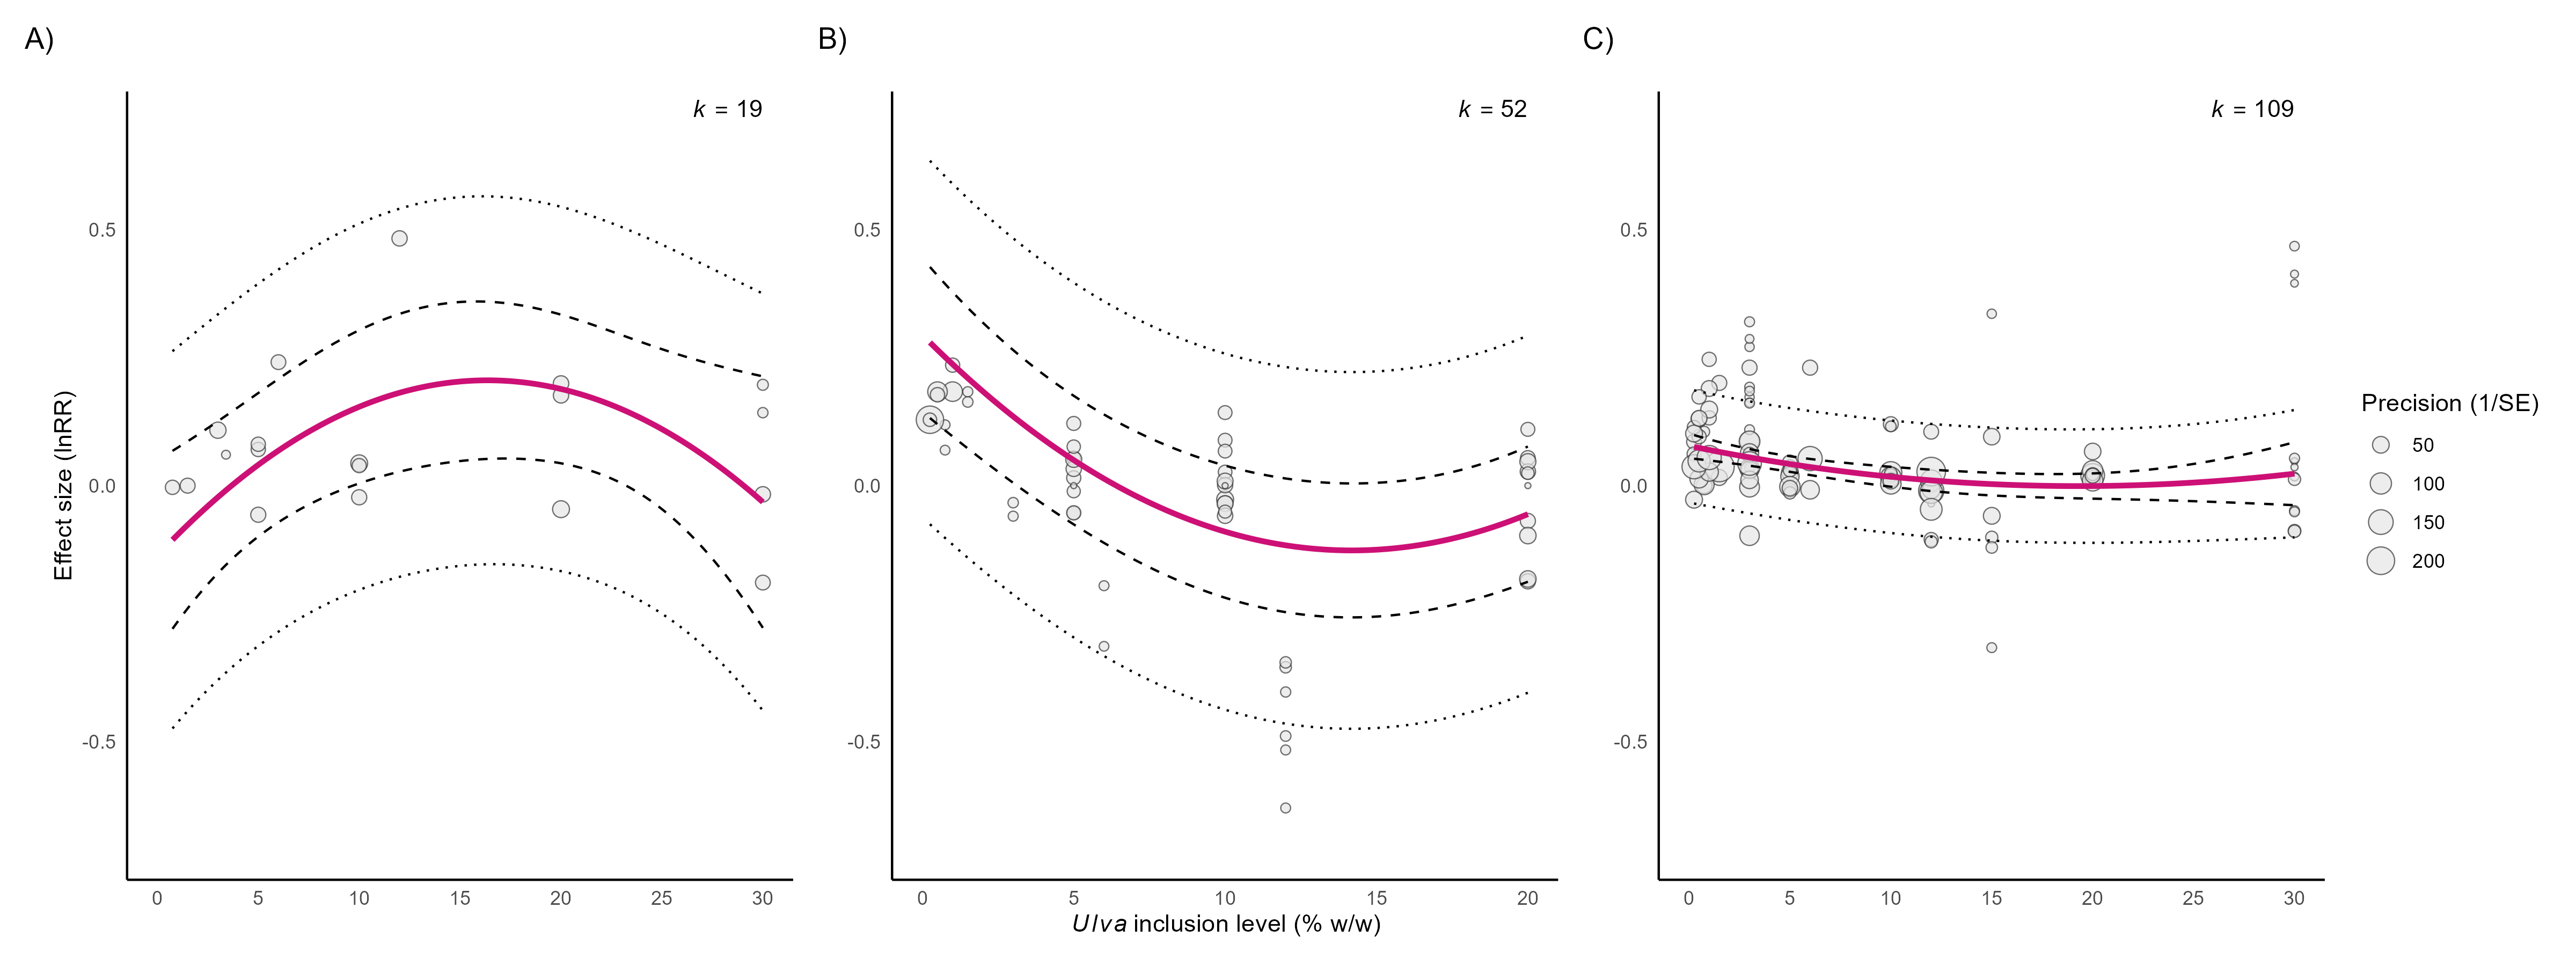 A)
B)
C)
k = 19
k = 52
k = 109
0.5
0.0
-0.5
0.5
0.0
-0.5
0.5
0.0
-0.5
Effect size (lnRR)
Precision (1/SE)
50
100
150
200
0 5 10 15 20 25 30
0 5 10 15 20
0 5 10 15 20 25 30
Ulva inclusion level (% w/w)